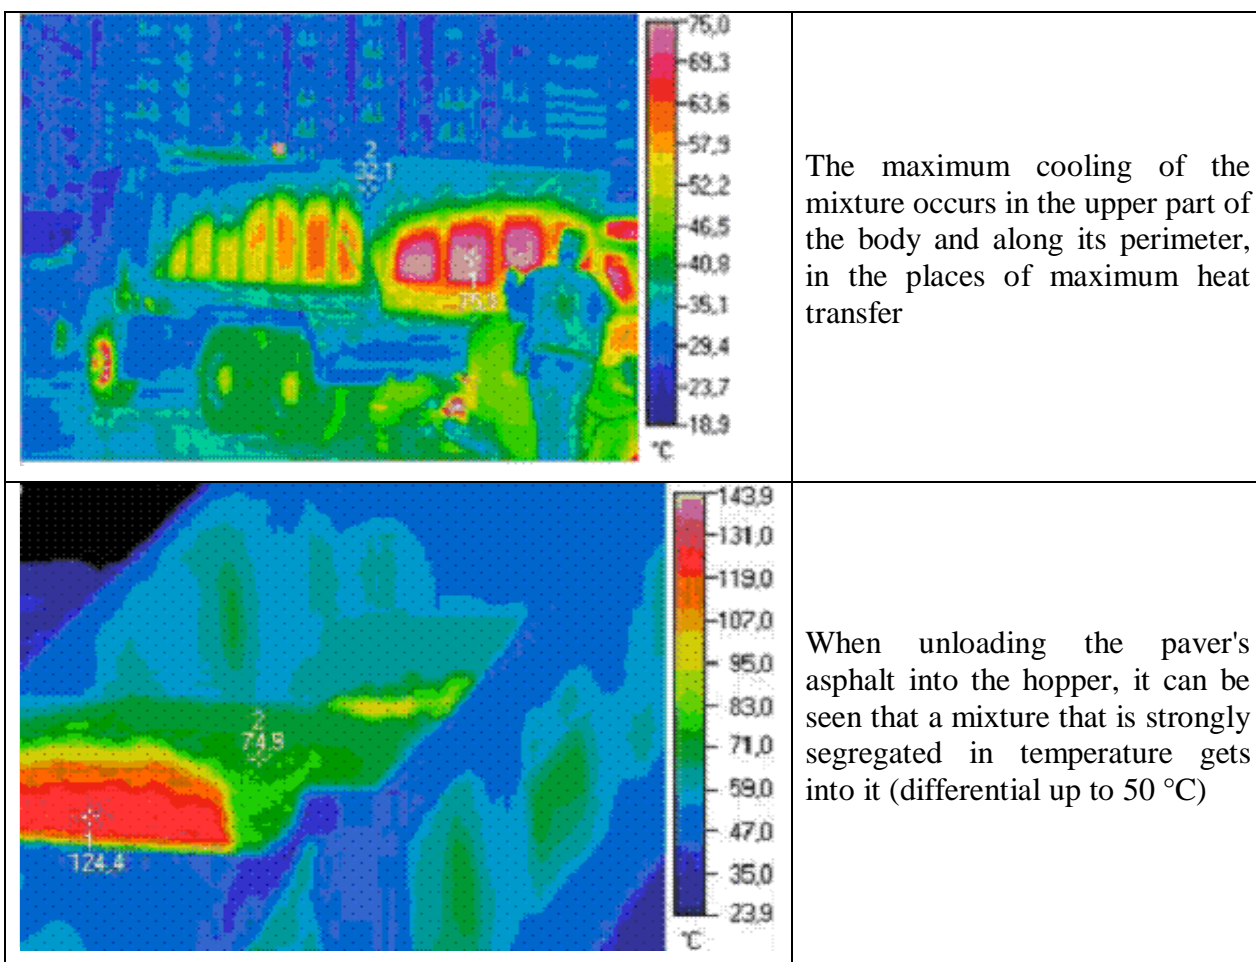 75,0
69,3
63,6
57,9
52,2
46,5
40,8
35,1
29,4
23,7
18,9
°C
2
32,1
1
The maximum cooling of the
mixture occurs in the upper part of
the body and along its perimeter,
in the places of maximum heat
transfer
143,9
131,0
119,0
107,0
95,0
83,0
71,0
59,0
47,0
35,0
23,9
°C
2
74,9
1
124,4
When unloading the paver's
asphalt into the hopper, it can be
seen that a mixture that is strongly
segregated in temperature gets
into it (differential up to 50 °C)